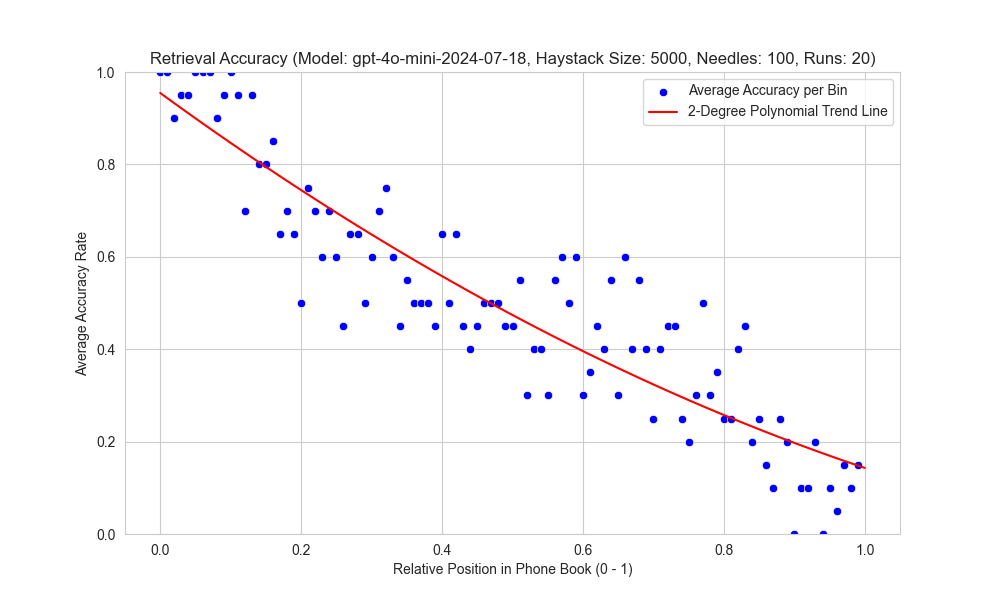 Retrieval Accuracy (Model: gpt-4o-mini-2024-07-18, Haystack Size: 5000, Needles: 100, Runs: 20)
Average Accuracy per Bin
2-Degree Polynomial Trend Line
Average Accuracy Rate
1.0
0.8
0.6
0.4
0.2
0.0
0.0 0.2 0.4 0.6 0.8 1.0
Relative Position in Phone Book (0 - 1)